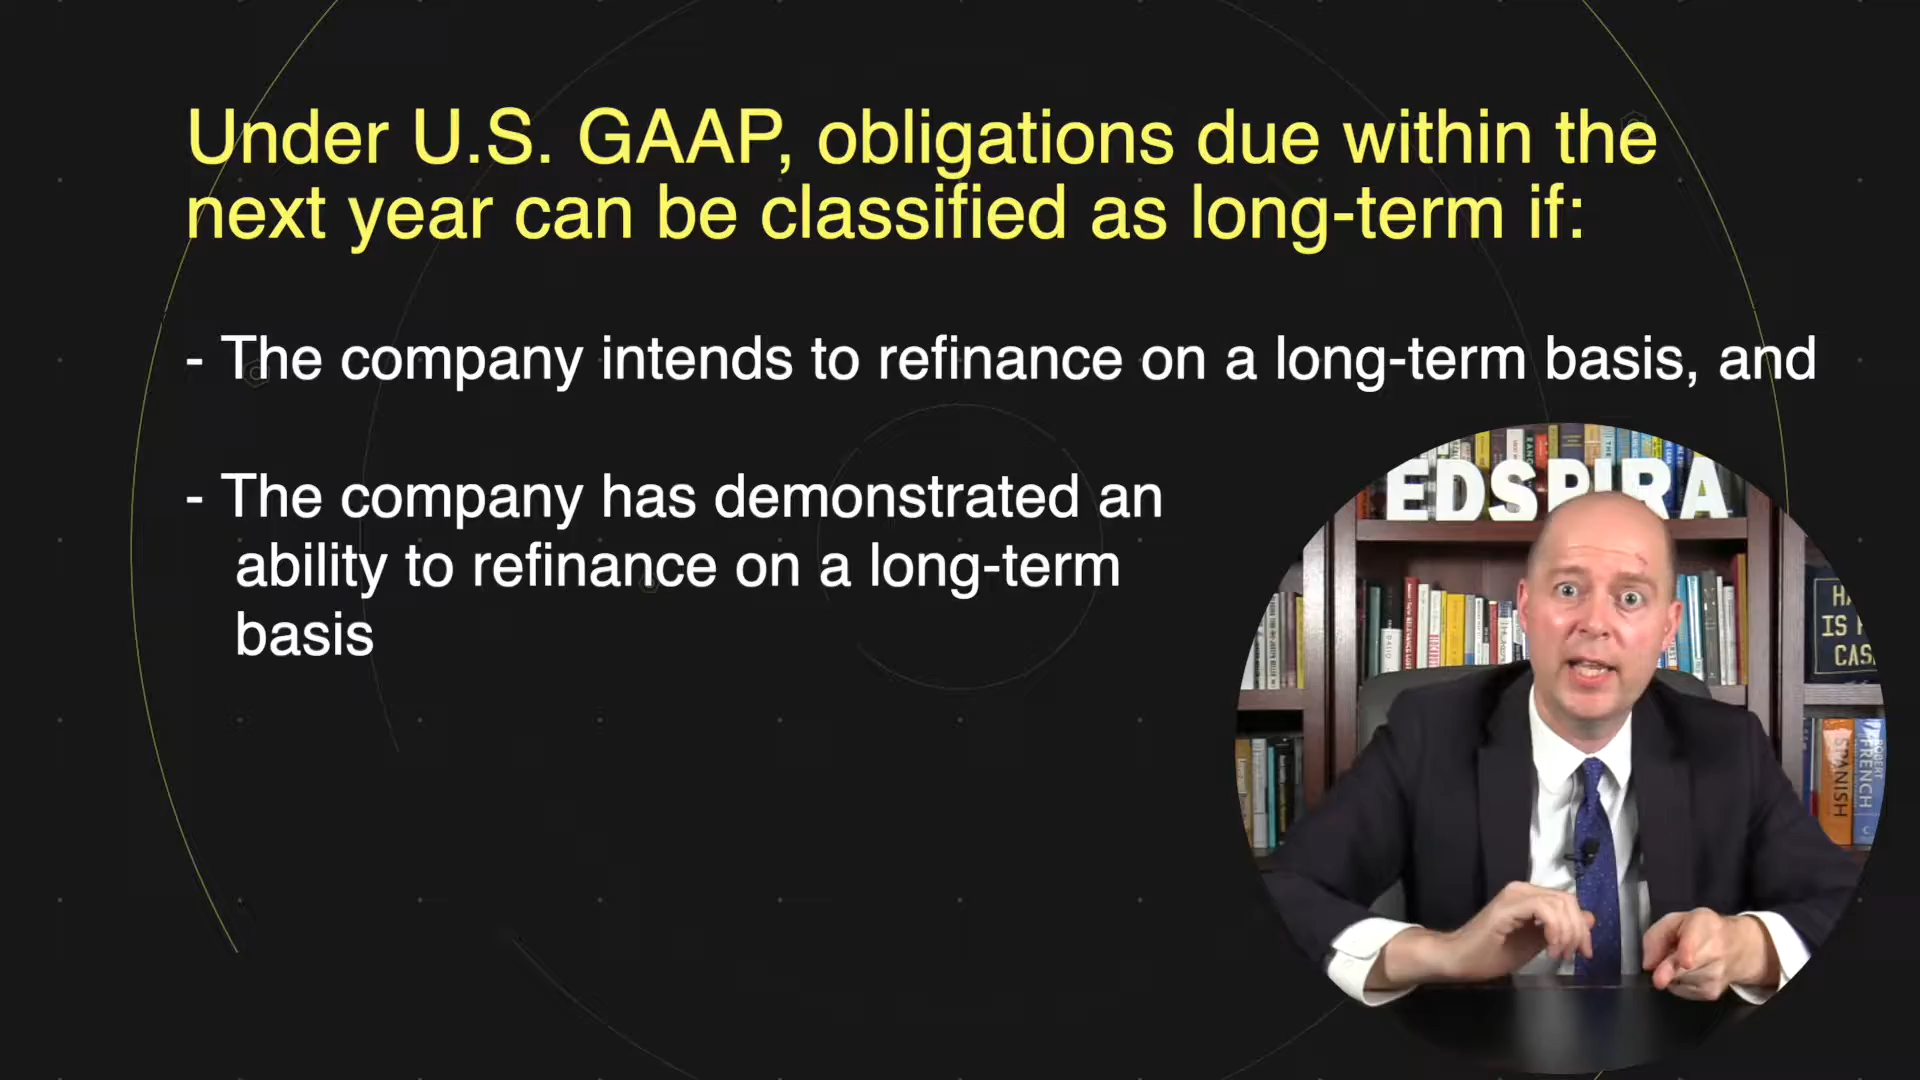 Under U.S. GAAP, obligations due within the
next year can be classified as long-term if:
- The company intends to refinance on a long-term basis, and
- The company has demonstrated an
ability to refinance on a long-term
basis
EDSPIRA
IS
SPANISH
ROBERT
FRENCH